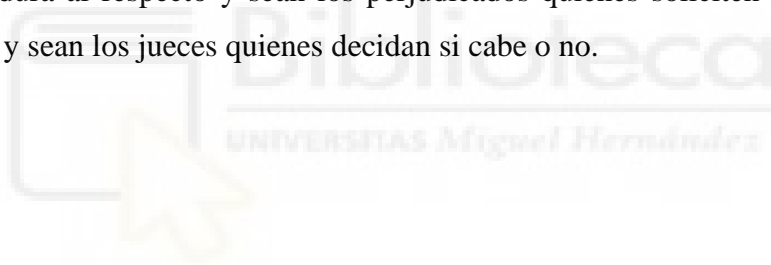 al respecto y sean los perjudicados quienes soliciten
y sean los jueces quienes decidan si cabe o no.
Biblioteca
UNIVERSITAS Miguel Hernández